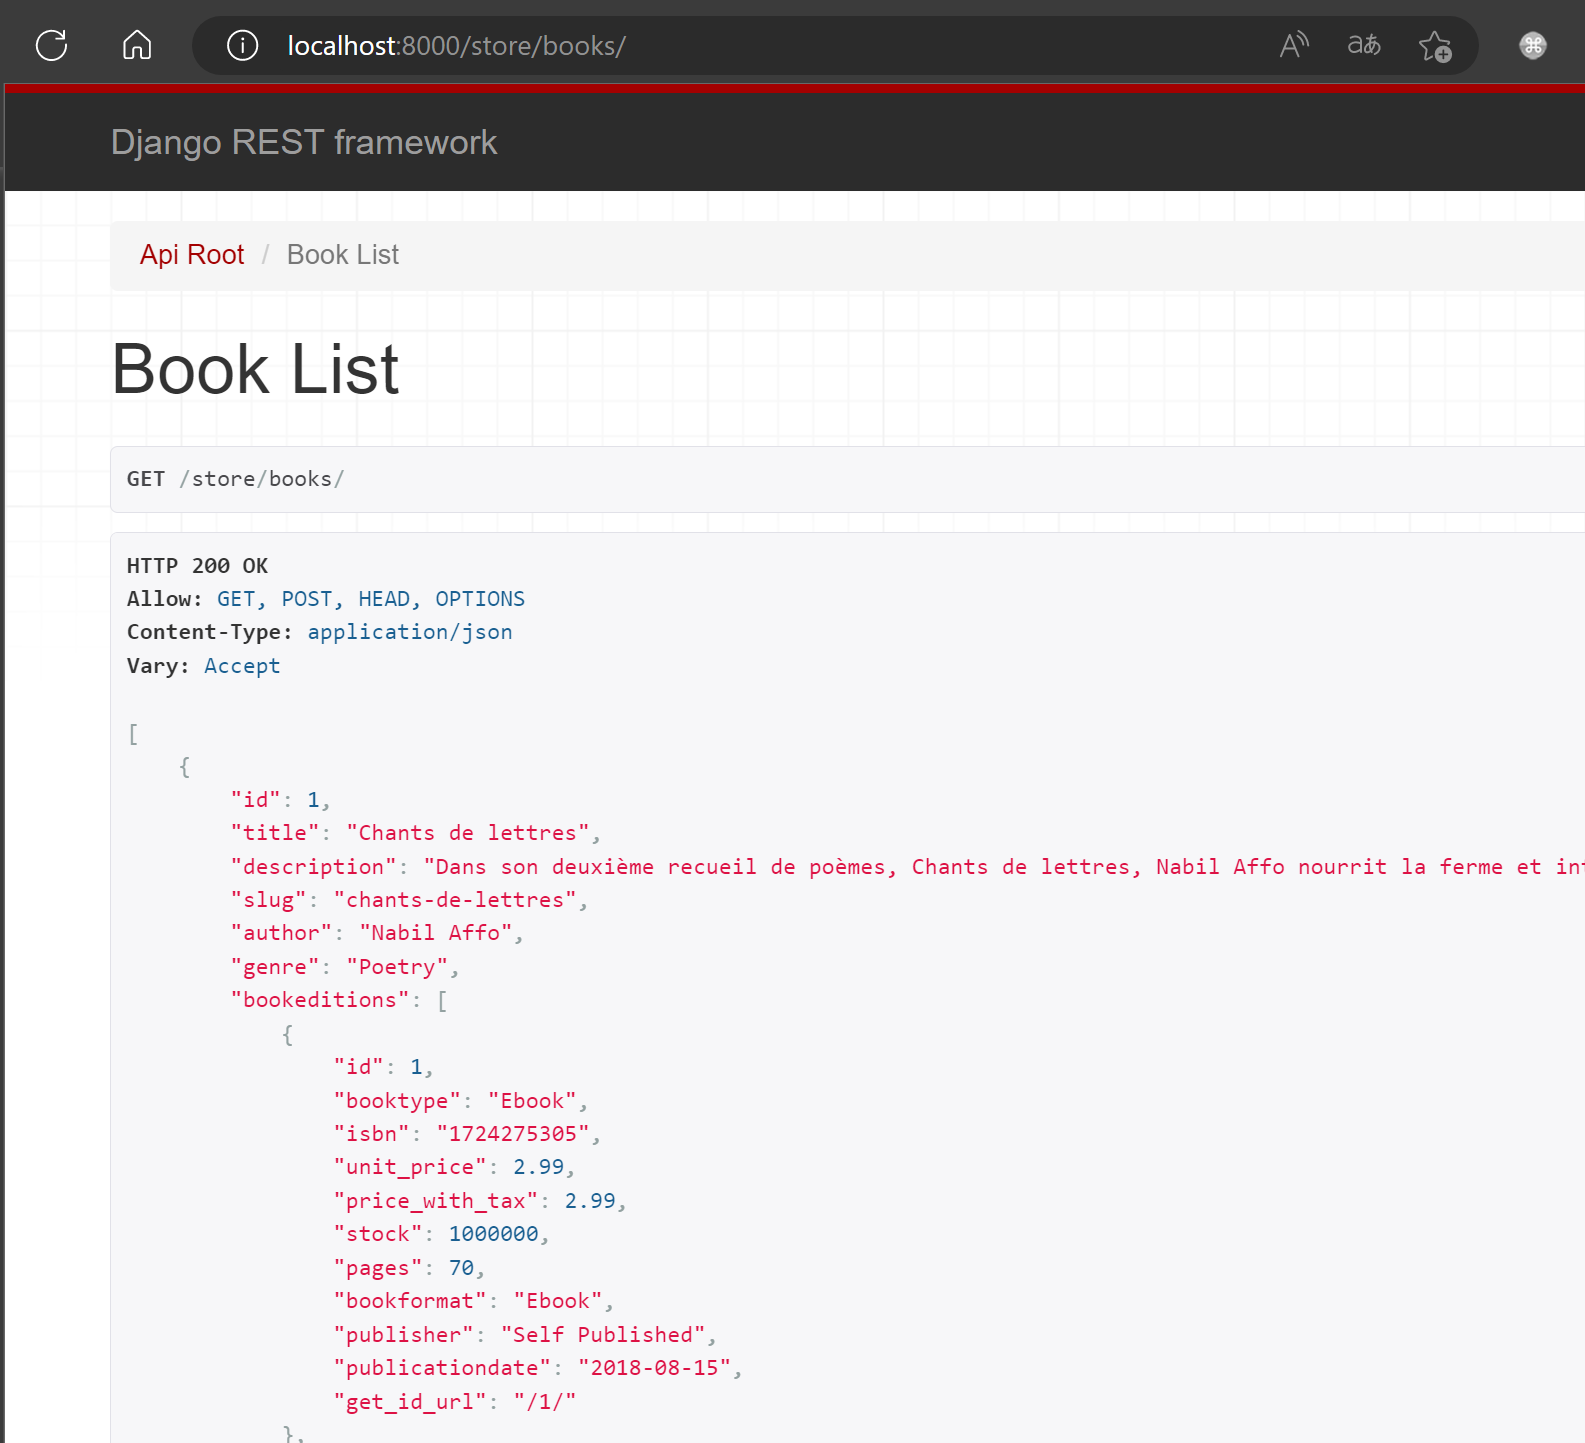 localhost:8000/store/books/
Django REST framework
Api Root / Book List
Book List
GET /store/books/
HTTP 200 OK
Allow: GET, POST, HEAD, OPTIONS
Content-Type: application/json
Vary: Accept
[
{
"id": 1,
"title": "Chants de lettres",
"description": "Dans son deuxième recueil de poèmes, Chants de lettres, Nabil Affo nourrit la ferme et
"slug": "chants-de-lettres",
"author": "Nabil Affo",
"genre": "Poetry",
"bookeditions": [
{
"id": 1,
"booktype": "Ebook",
"isbn": "1724275305",
"unit_price": 2.99,
"price_with_tax": 2.99,
"stock": 1000000,
"pages": 70,
"bookformat": "Ebook",
"publisher": "Self Published",
"publicationdate": "2018-08-15",
"get_id_url": "/1/"
},